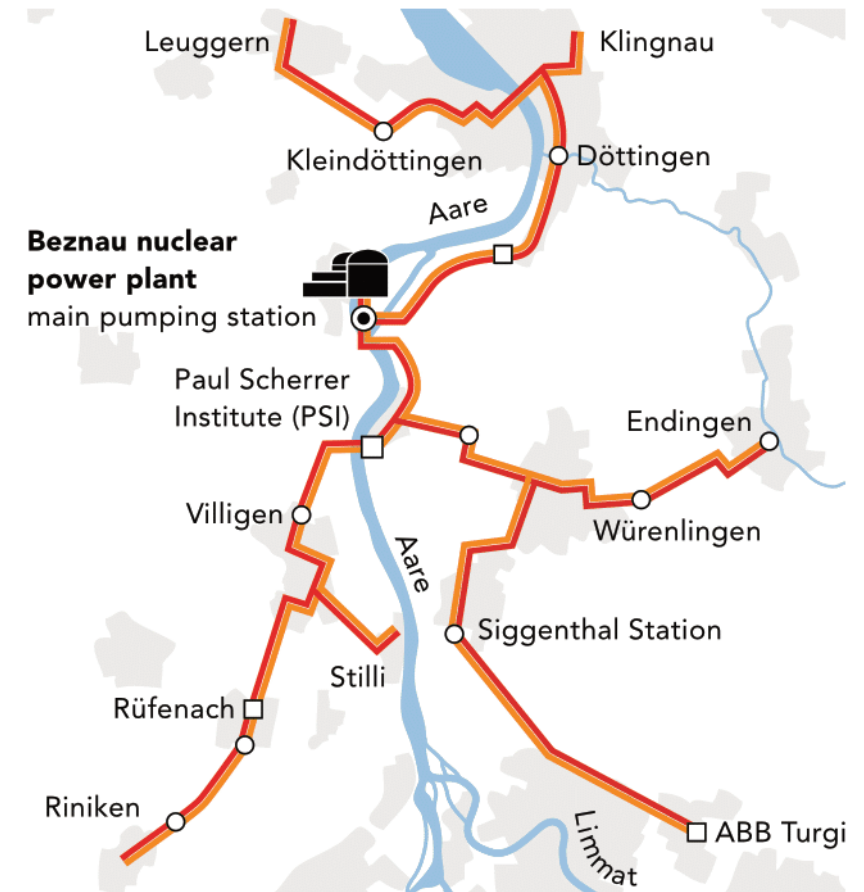 Leuggern
Klingnau
Kleindöttingen
Döttingen
Aare
Beznau nuclear
power plant
main pumping station
Paul Scherrer
Institute (PSI)
Endingen
Villigen
Würenlingen
Aare
Siggenthal Station
Stilli
Rüfenach
Riniken
ABB Turgi
Limmat